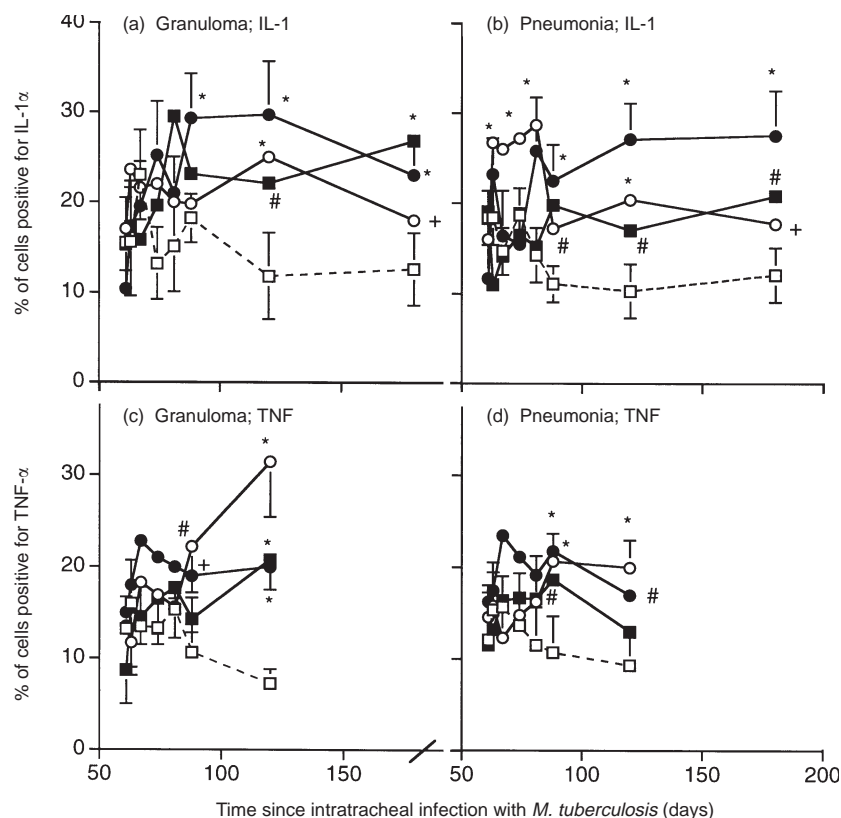 (a) Granuloma; IL-1
(b) Pneumonia; IL-1
% of cells positive for IL-1α
40
30
20
10
0
* * * * * # +
* * * * * * * # # # +
(c) Granuloma; TNF
(d) Pneumonia; TNF
% of cells positive for TNF-α
30
20
10
0
* # + * *
* * * # #
50 100 150 50 100 150 200
Time since intratracheal infection with M. tuberculosis (days)